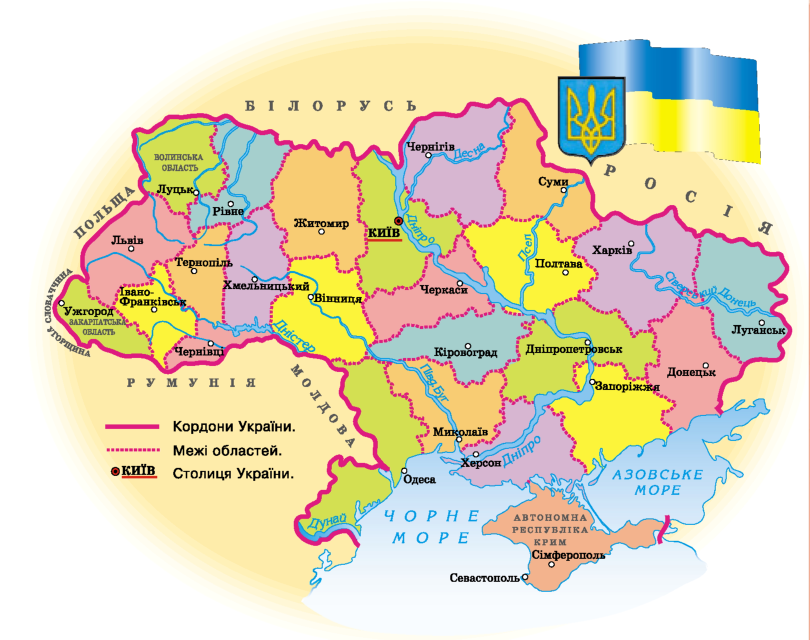 БІЛОРУСЬ
РОСІЯ
ПОЛЬЩА
СЛОВАЧЧИНА
УГОРЩИНА
РУМУНІЯ
МОЛДОВА
ВОЛИНСЬКА
ОБЛАСТЬ
Луцьк
Рівне
Житомир
КИЇВ
Чернігів
Десна
Суми
Львів
Тернопіль
Хмельницький
Вінниця
Дніпро
Черкаси
Псел
Полтава
Харків
Сіверський Донець
Луганськ
Ужгород
ЗАКАРПАТСЬКА
ОБЛАСТЬ
Івано-
Франківськ
Чернівці
Дністер
Кіровоград
Дніпропетровськ
Запоріжжя
Донецьк
Півд.Буг
Миколаїв
Херсон
Дніпро
Одеса
Дунай
ЧОРНЕ
МОРЕ
АЗОВСЬКЕ
МОРЕ
АВТОНОМНА
РЕСПУБЛІКА
КРИМ
Сімферополь
Севастополь
Кордони України.
Межі областей.
КИЇВ Столиця України.